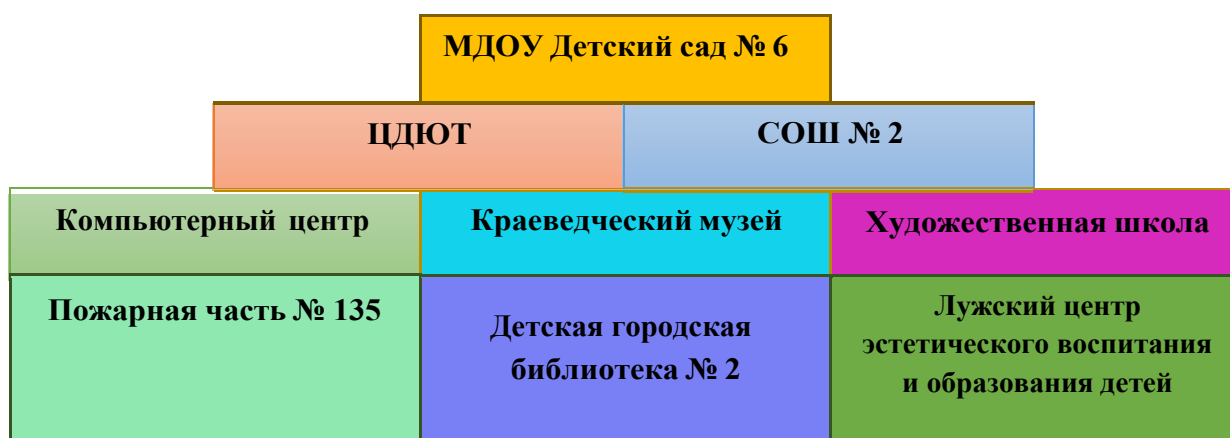 МДОУ Детский сад № 6
ЦДЮТ
СОШ № 2
Компьютерный центр
Краеведческий музей
Художественная школа
Пожарная часть № 135
Детская городская
библиотека № 2
Лужский центр
эстетического воспитания
и образования детей